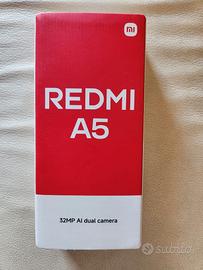 mi
REDMI
A5
32MP AI dual camera
subito